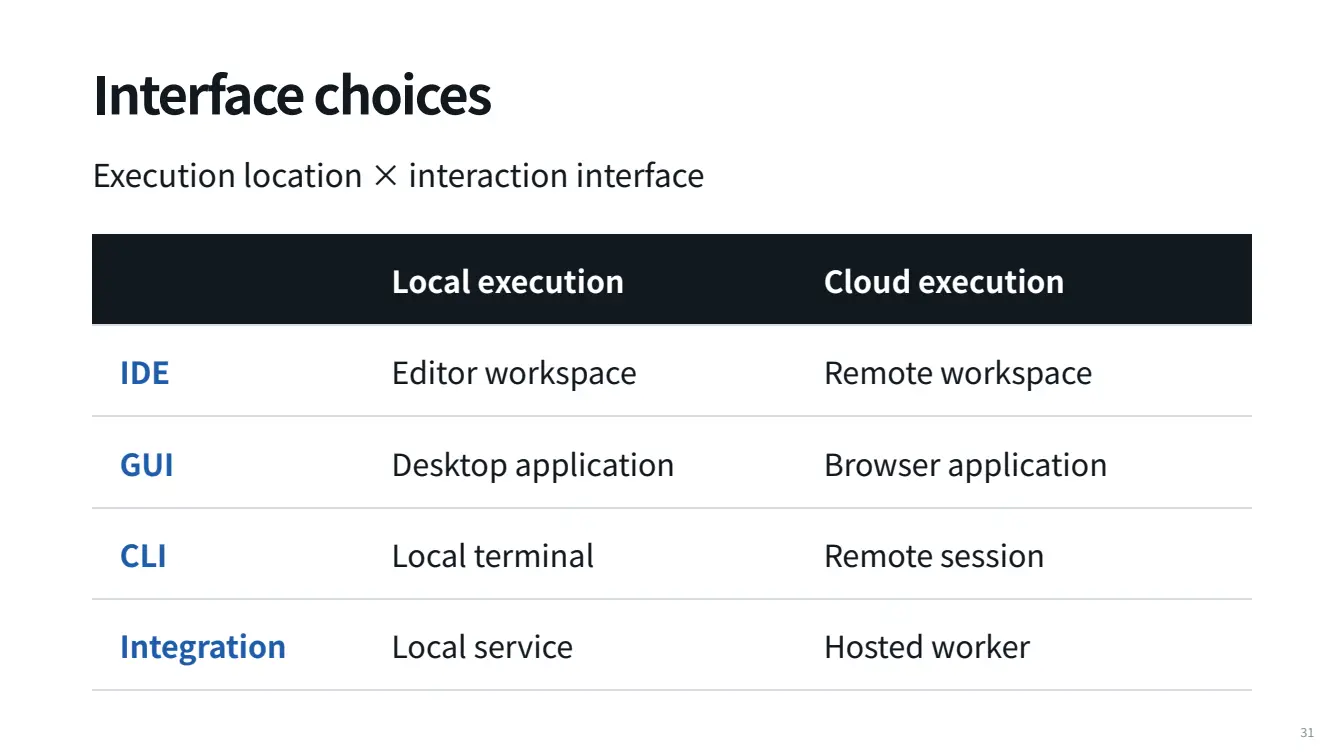 Interface choices
Execution location × interaction interface
Local execution Cloud execution
IDE Editor workspace Remote workspace
GUI Desktop application Browser application
CLI Local terminal Remote session
Integration Local service Hosted worker
31